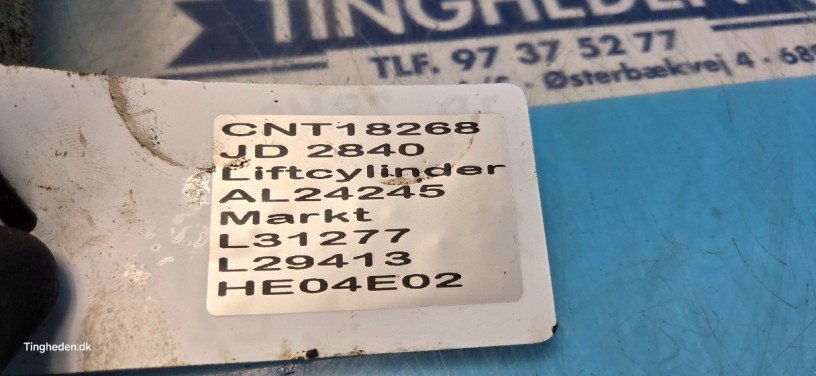 TINGHEDEN
TLF. 97 37 52 77
Østerbækvej 4 - 68
CNT18268
JD 2840
Liftcylinder
AL24245
Markt
L31277
L29413
HE04E02
Tingheden.dk